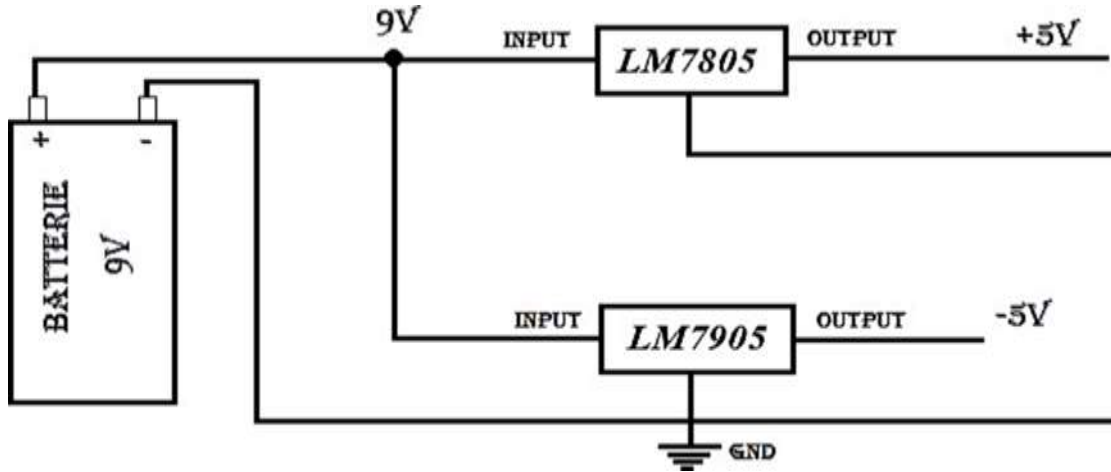 9V
INPUT
LM7805
OUTPUT
+5V
+
-
BATTERIE
9V
INPUT
LM7905
OUTPUT
-5V
GND